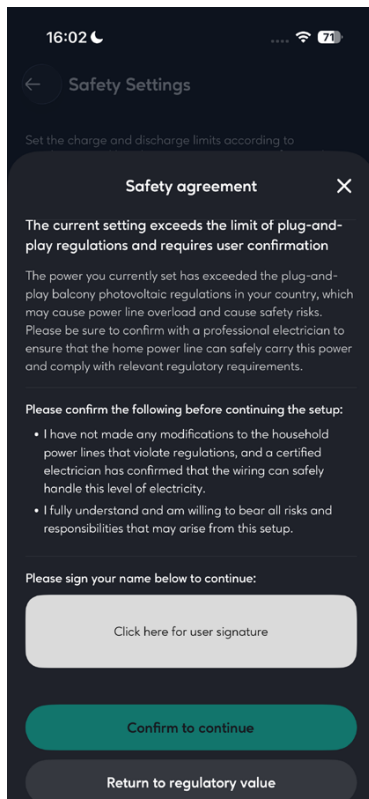 16:02
71
Safety Settings
Set the charge and discharge limits according to
Safety agreement
The current setting exceeds the limit of plug-and-
play regulations and requires user confirmation
The power you currently set has exceeded the plug-and-
play balcony photovoltaic regulations in your country, which
may cause power line overload and cause safety risks.
Please be sure to confirm with a professional electrician to
ensure that the home power line can safely carry this power
and comply with relevant regulatory requirements.
Please confirm the following before continuing the setup:
• I have not made any modifications to the household
power lines that violate regulations, and a certified
electrician has confirmed that the wiring can safely
handle this level of electricity.
• I fully understand and am willing to bear all risks and
responsibilities that may arise from this setup.
Please sign your name below to continue:
Click here for user signature
Confirm to continue
Return to regulatory value